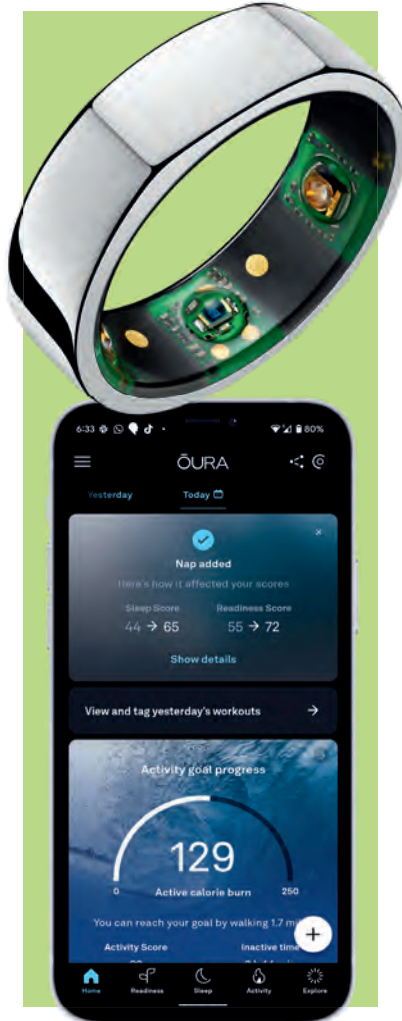 6:33 80%
ŌURA
Yesterday Today
Nap added
Here's how it affected your scores
Sleep Score Readiness Score
44 → 65 55 → 72
Show details
View and tag yesterday's workouts →
Activity goal progress
129
0 Active calorie burn 250
You can reach your goal by walking 1.7
+
Activity Score Inactive time
Home Readiness Sleep Activity Explore